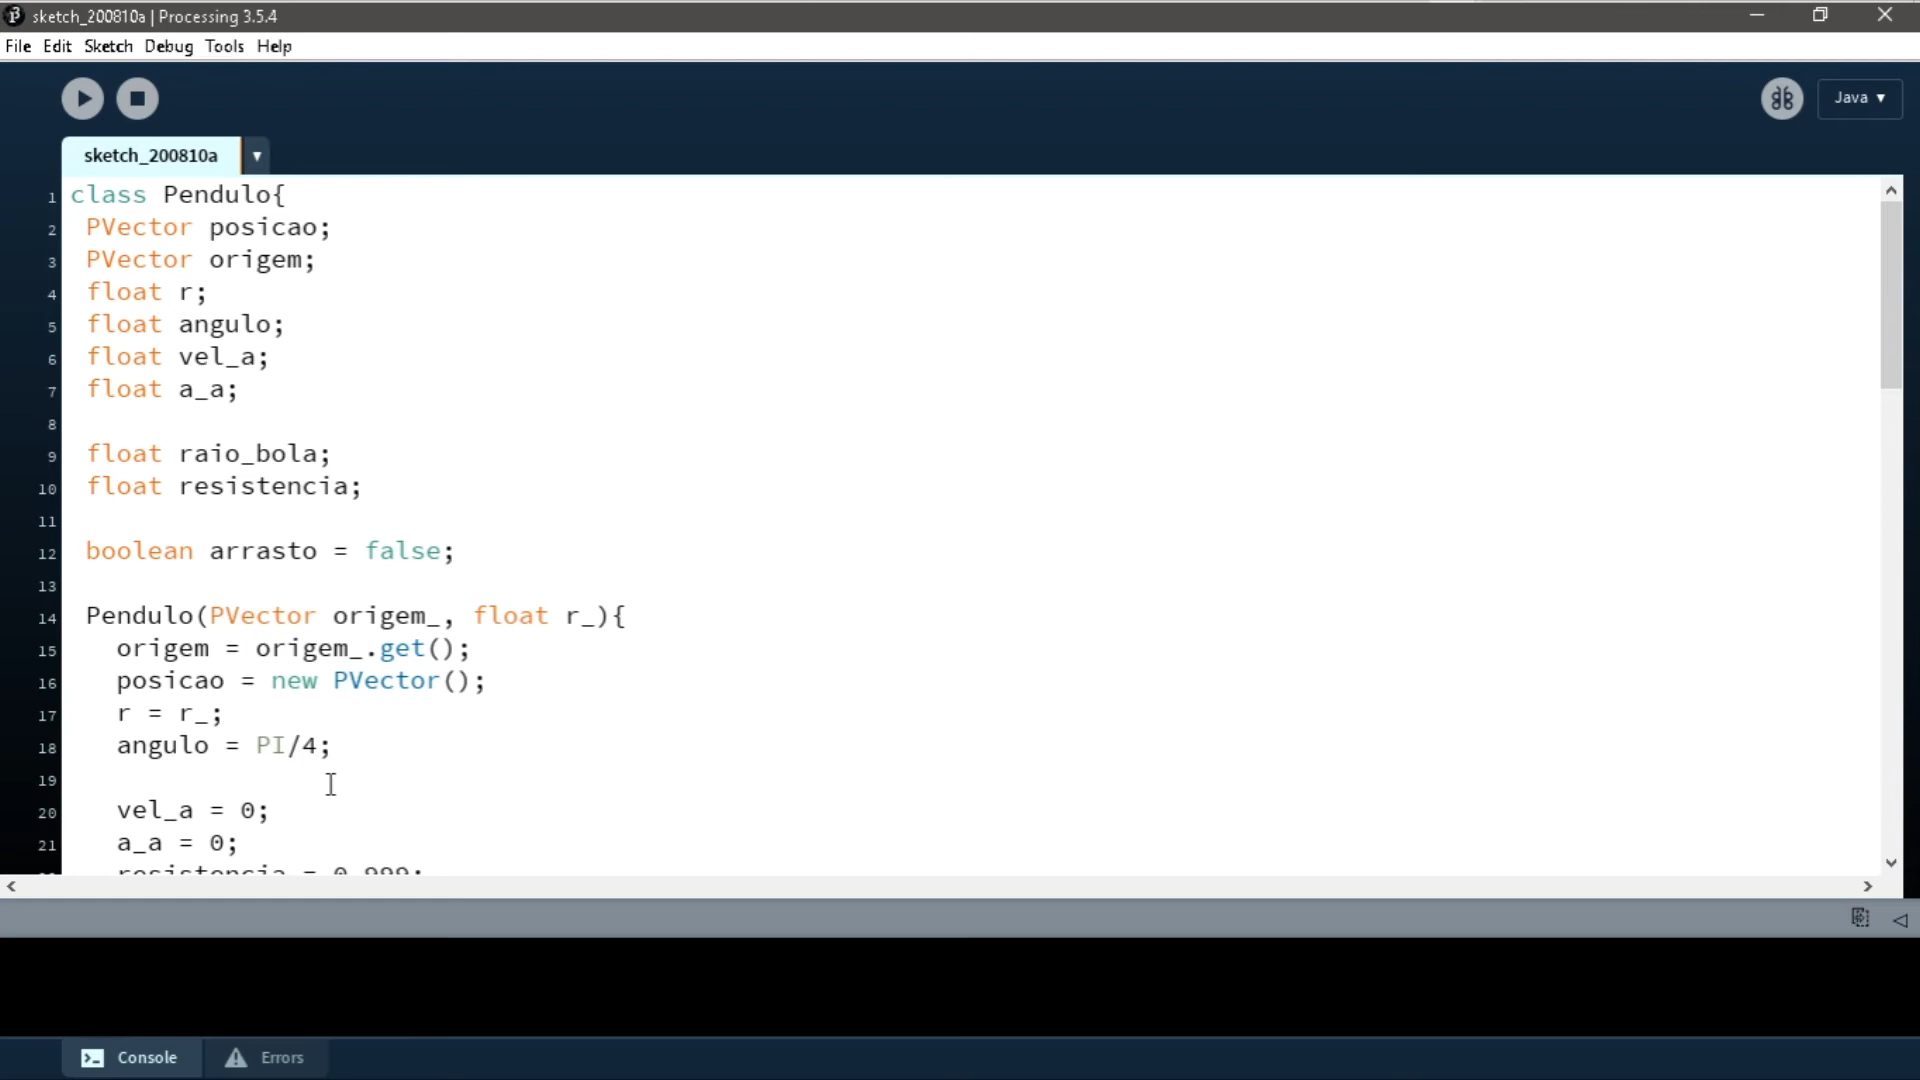 sketch_200810a | Processing 3.5.4
File Edit Sketch Debug Tools Help
Java ▾
sketch_200810a ▾
1 class Pendulo{
2 PVector posicao;
3 PVector origem;
4 float r;
5 float angulo;
6 float vel_a;
7 float a_a;
8
9 float raio_bola;
10 float resistencia;
11
12 boolean arrasto = false;
13
14 Pendulo(PVector origem_, float r_){
15 origem = origem_.get();
16 posicao = new PVector();
17 r = r_;
18 angulo = PI/4;
19
20 vel_a = 0;
21 a_a = 0;
resistencia = 0.999;
Console Errors